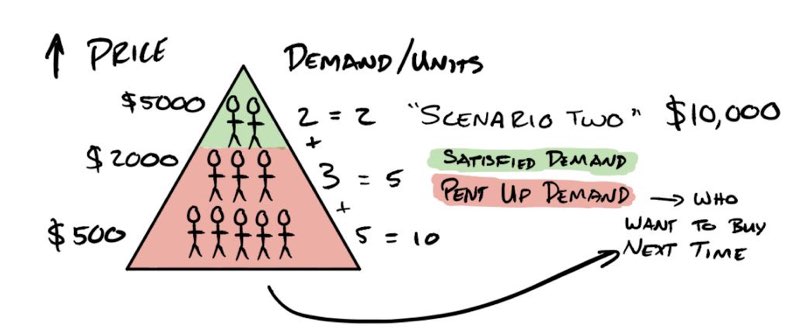 ↑ PRICE
DEMAND/UNITS
$5000
2 = 2
"SCENARIO TWO" $10,000
+
SATISFIED DEMAND
$2000
3 = 5
PENT UP DEMAND → WHO
+
WANT TO BUY
$500
5 = 10
NEXT TIME